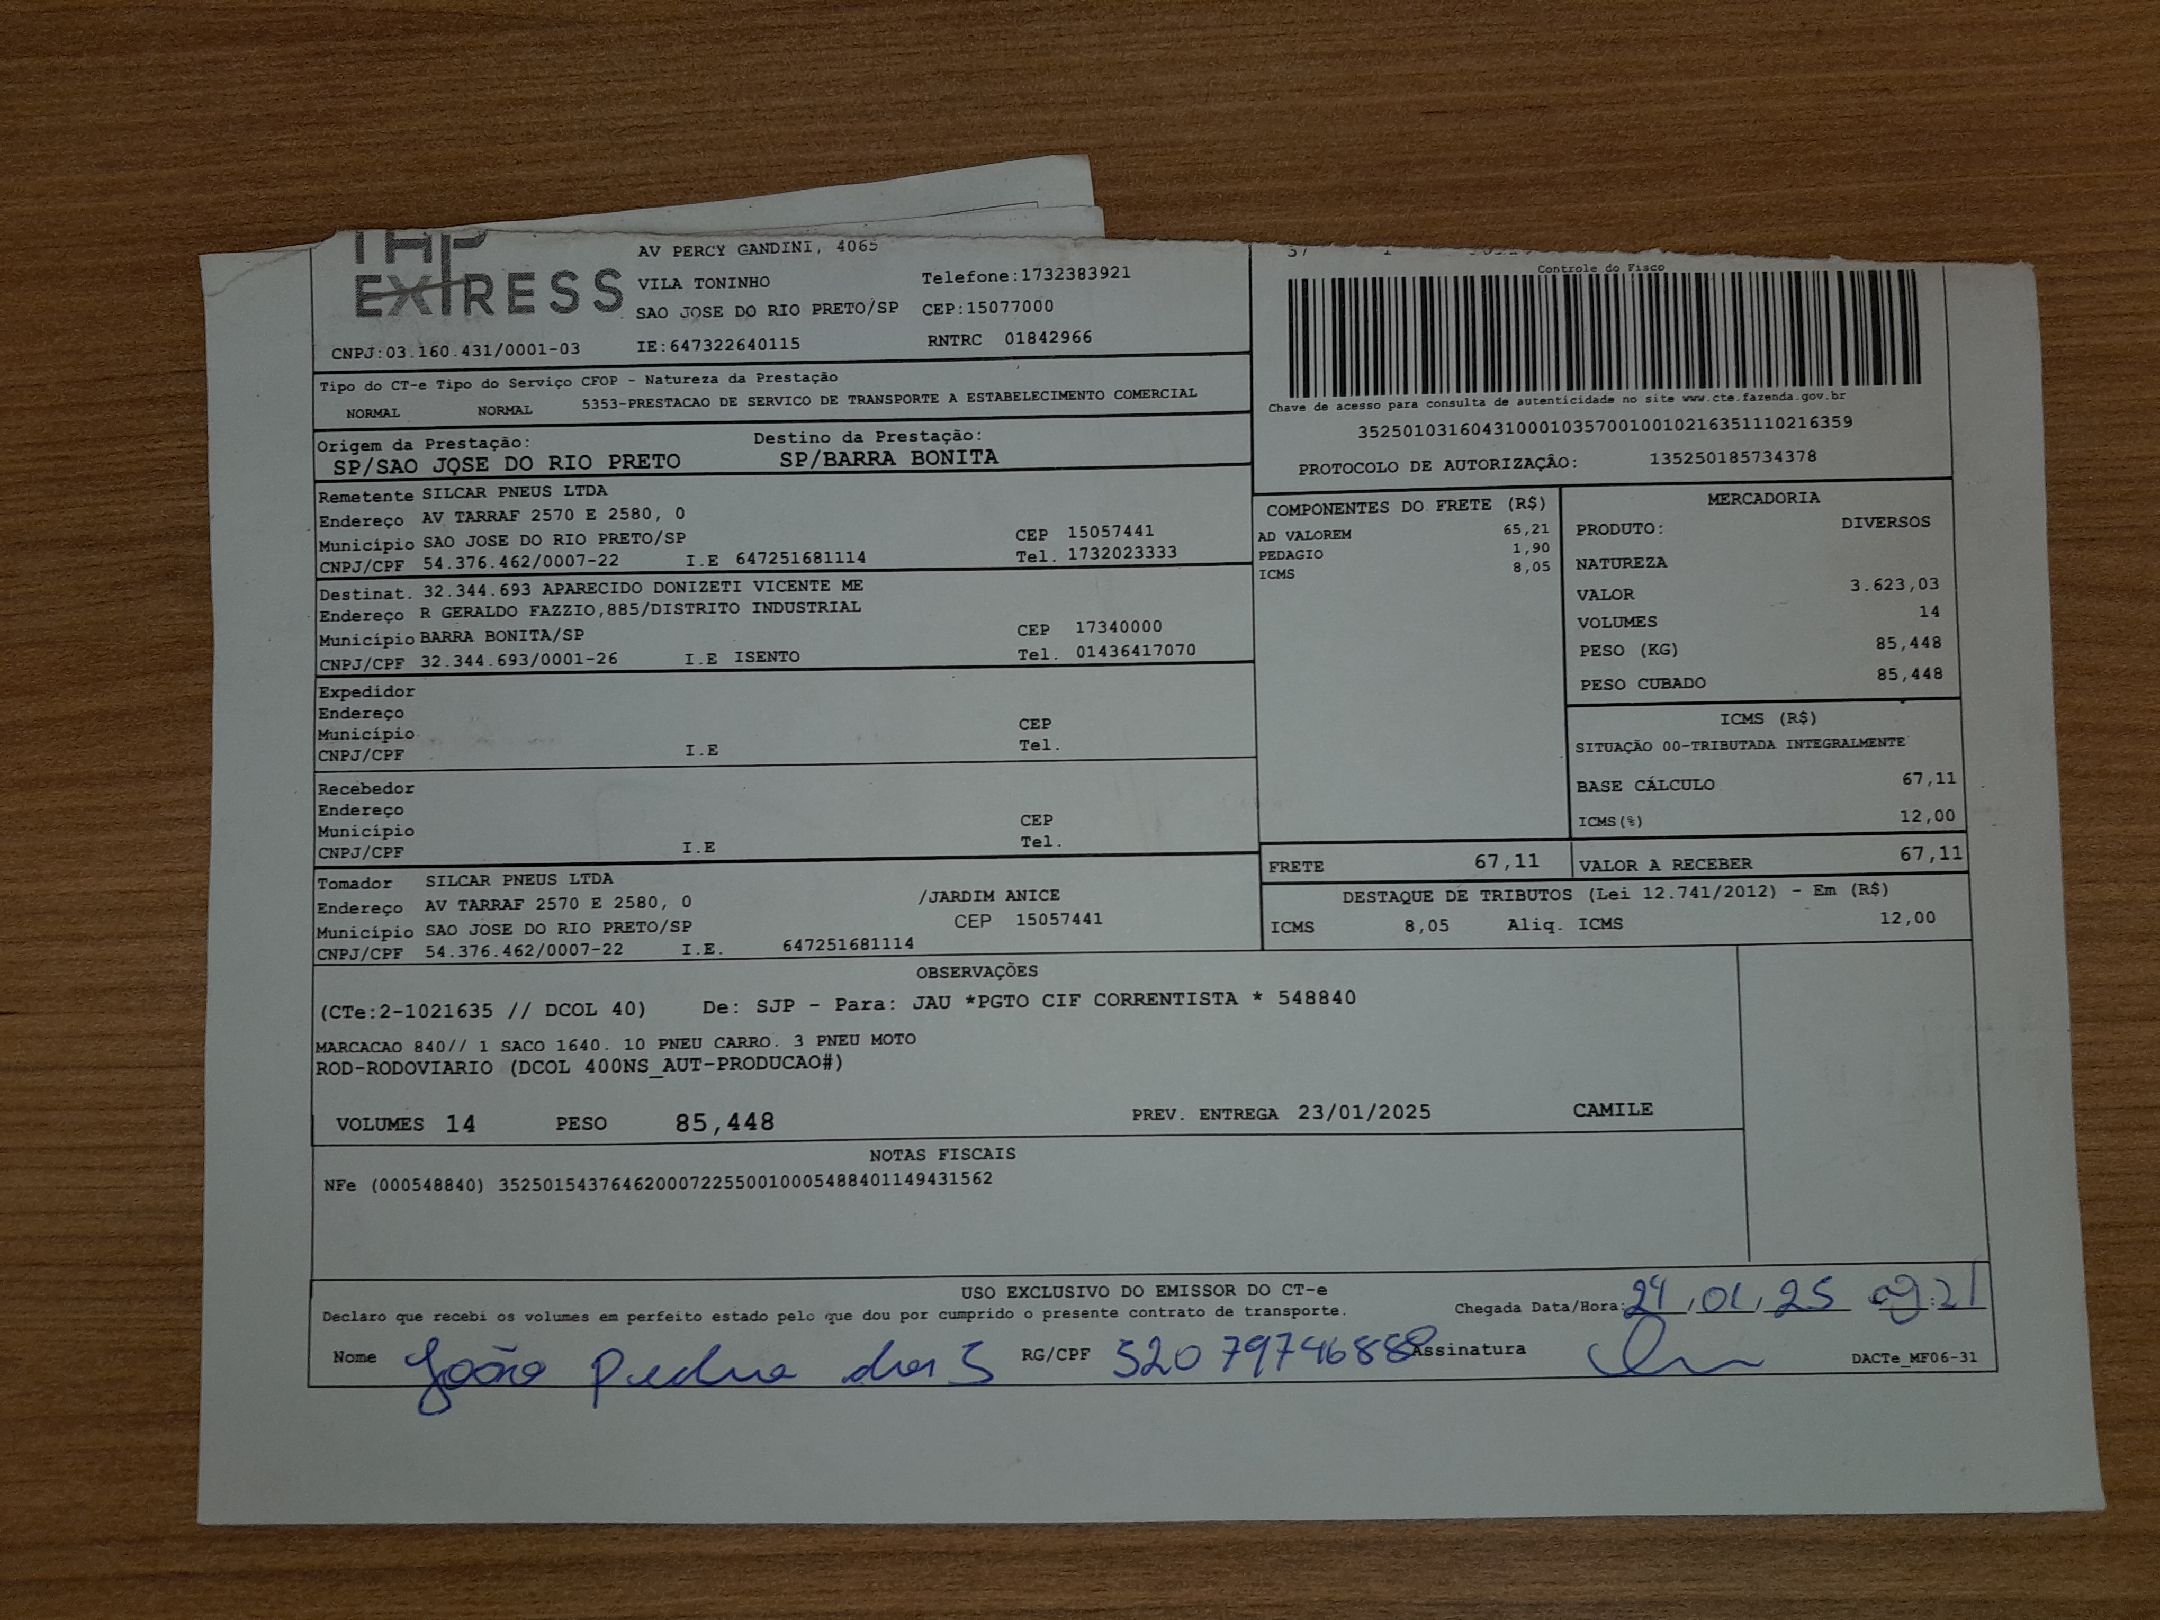 EXPRESS
AV PERCY GANDINI, 4065
VILA TONINHO Telefone:1732383921
SAO JOSE DO RIO PRETO/SP CEP:15077000
CNPJ:03.160.431/0001-03 IE:647322640115 RNTRC 01842966
Tipo do CT-e Tipo do Serviço CFOP - Natureza da Prestação
NORMAL NORMAL 5353-PRESTACAO DE SERVICO DE TRANSPORTE A ESTABELECIMENTO COMERCIAL
Origem da Prestação: Destino da Prestação:
SP/SAO JOSE DO RIO PRETO SP/BARRA BONITA
Controle do Fisco
Chave de acesso para consulta de autenticidade no site www.cte.fazenda.gov.br
35250103160431000103570010010216351110216359
PROTOCOLO DE AUTORIZAÇÃO: 135250185734378
Remetente SILCAR PNEUS LTDA
Endereço AV TARRAF 2570 E 2580, 0
Município SAO JOSE DO RIO PRETO/SP CEP 15057441
CNPJ/CPF 54.376.462/0007-22 I.E 647251681114 Tel. 1732023333
Destinat. 32.344.693 APARECIDO DONIZETI VICENTE ME
Endereço R GERALDO FAZZIO,885/DISTRITO INDUSTRIAL
Município BARRA BONITA/SP CEP 17340000
CNPJ/CPF 32.344.693/0001-26 I.E ISENTO Tel. 01436417070
Expedidor
Endereço
Município CEP
CNPJ/CPF I.E Tel.
Recebedor
Endereço
Município CEP
CNPJ/CPF I.E Tel.
Tomador SILCAR PNEUS LTDA
Endereço AV TARRAF 2570 E 2580, 0 /JARDIM ANICE
Município SAO JOSE DO RIO PRETO/SP CEP 15057441
CNPJ/CPF 54.376.462/0007-22 I.E. 647251681114
COMPONENTES DO FRETE (R$)
AD VALOREM 65,21
PEDAGIO 1,90
ICMS 8,05
MERCADORIA
PRODUTO: DIVERSOS
NATUREZA
VALOR 3.623,03
VOLUMES 14
PESO (KG) 85,448
PESO CUBADO 85,448
ICMS (R$)
SITUAÇÃO 00-TRIBUTADA INTEGRALMENTE
BASE CÁLCULO 67,11
ICMS(%) 12,00
FRETE 67,11 VALOR A RECEBER 67,11
DESTAQUE DE TRIBUTOS (Lei 12.741/2012) - Em (R$)
ICMS 8,05 Aliq. ICMS 12,00
OBSERVAÇÕES
(CTe:2-1021635 // DCOL 40) De: SJP - Para: JAU *PGTO CIF CORRENTISTA * 548840
MARCACAO 840// 1 SACO 1640. 10 PNEU CARRO. 3 PNEU MOTO
ROD-RODOVIARIO (DCOL 400NS_AUT-PRODUCAO#)
VOLUMES 14 PESO 85,448 PREV. ENTREGA 23/01/2025 CAMILE
NOTAS FISCAIS
NFe (000548840) 35250154376462000722550010005488401149431562
USO EXCLUSIVO DO EMISSOR DO CT-e
Declaro que recebi os volumes em perfeito estado pelo que dou por cumprido o presente contrato de transporte. Chegada Data/Hora: 24/01/25 09:21
Nome João Pedro dos S RG/CPF 52079746888 Assinatura
DACTe_MF06-31